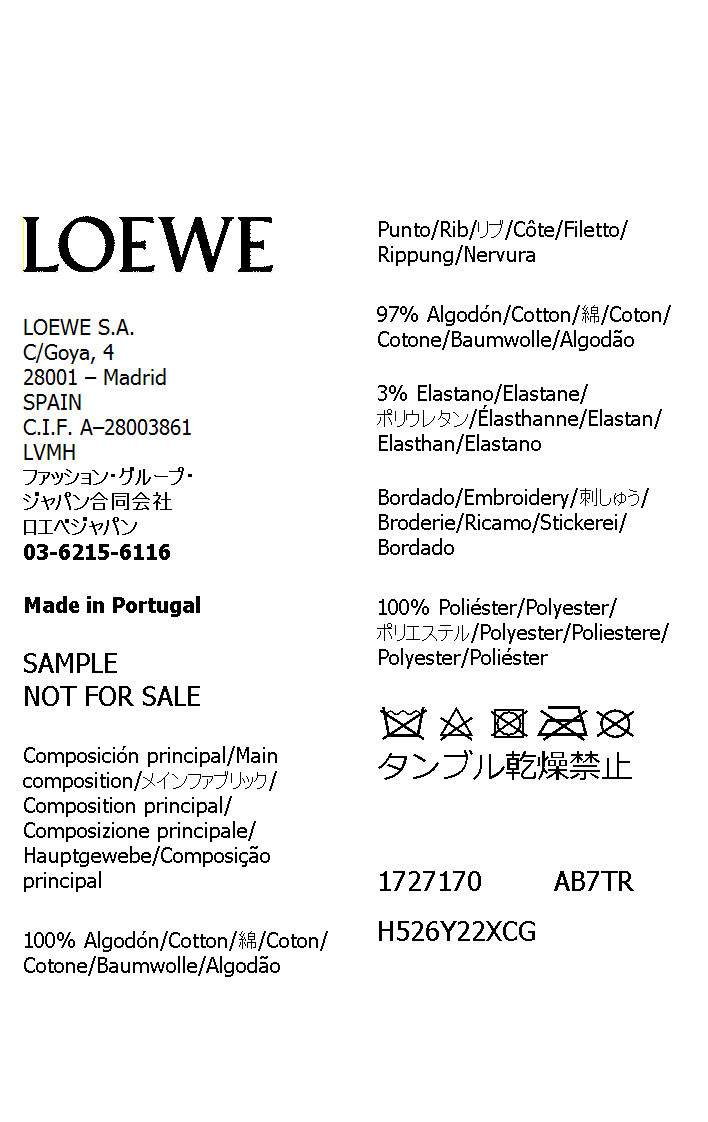 LOEWE
LOEWE S.A.
C/Goya, 4
28001 – Madrid
SPAIN
C.I.F. A–28003861
LVMH
ファッション・グループ・
ジャパン合同会社
ロエベジャパン
03-6215-6116
Made in Portugal
SAMPLE
NOT FOR SALE
Composición principal/Main
composition/メインファブリック/
Composition principal/
Composizione principale/
Hauptgewebe/Composição
principal
100% Algodón/Cotton/綿/Coton/
Cotone/Baumwolle/Algodão
Punto/Rib/リブ/Côte/Filetto/
Rippung/Nervura
97% Algodón/Cotton/綿/Coton/
Cotone/Baumwolle/Algodão
3% Elastano/Elastane/
ポリウレタン/Élasthanne/Elastan/
Elasthan/Elastano
Bordado/Embroidery/刺しゅう/
Broderie/Ricamo/Stickerei/
Bordado
100% Poliéster/Polyester/
ポリエステル/Polyester/Poliestere/
Polyester/Poliéster
タンブル乾燥禁止
1727170 AB7TR
H526Y22XCG